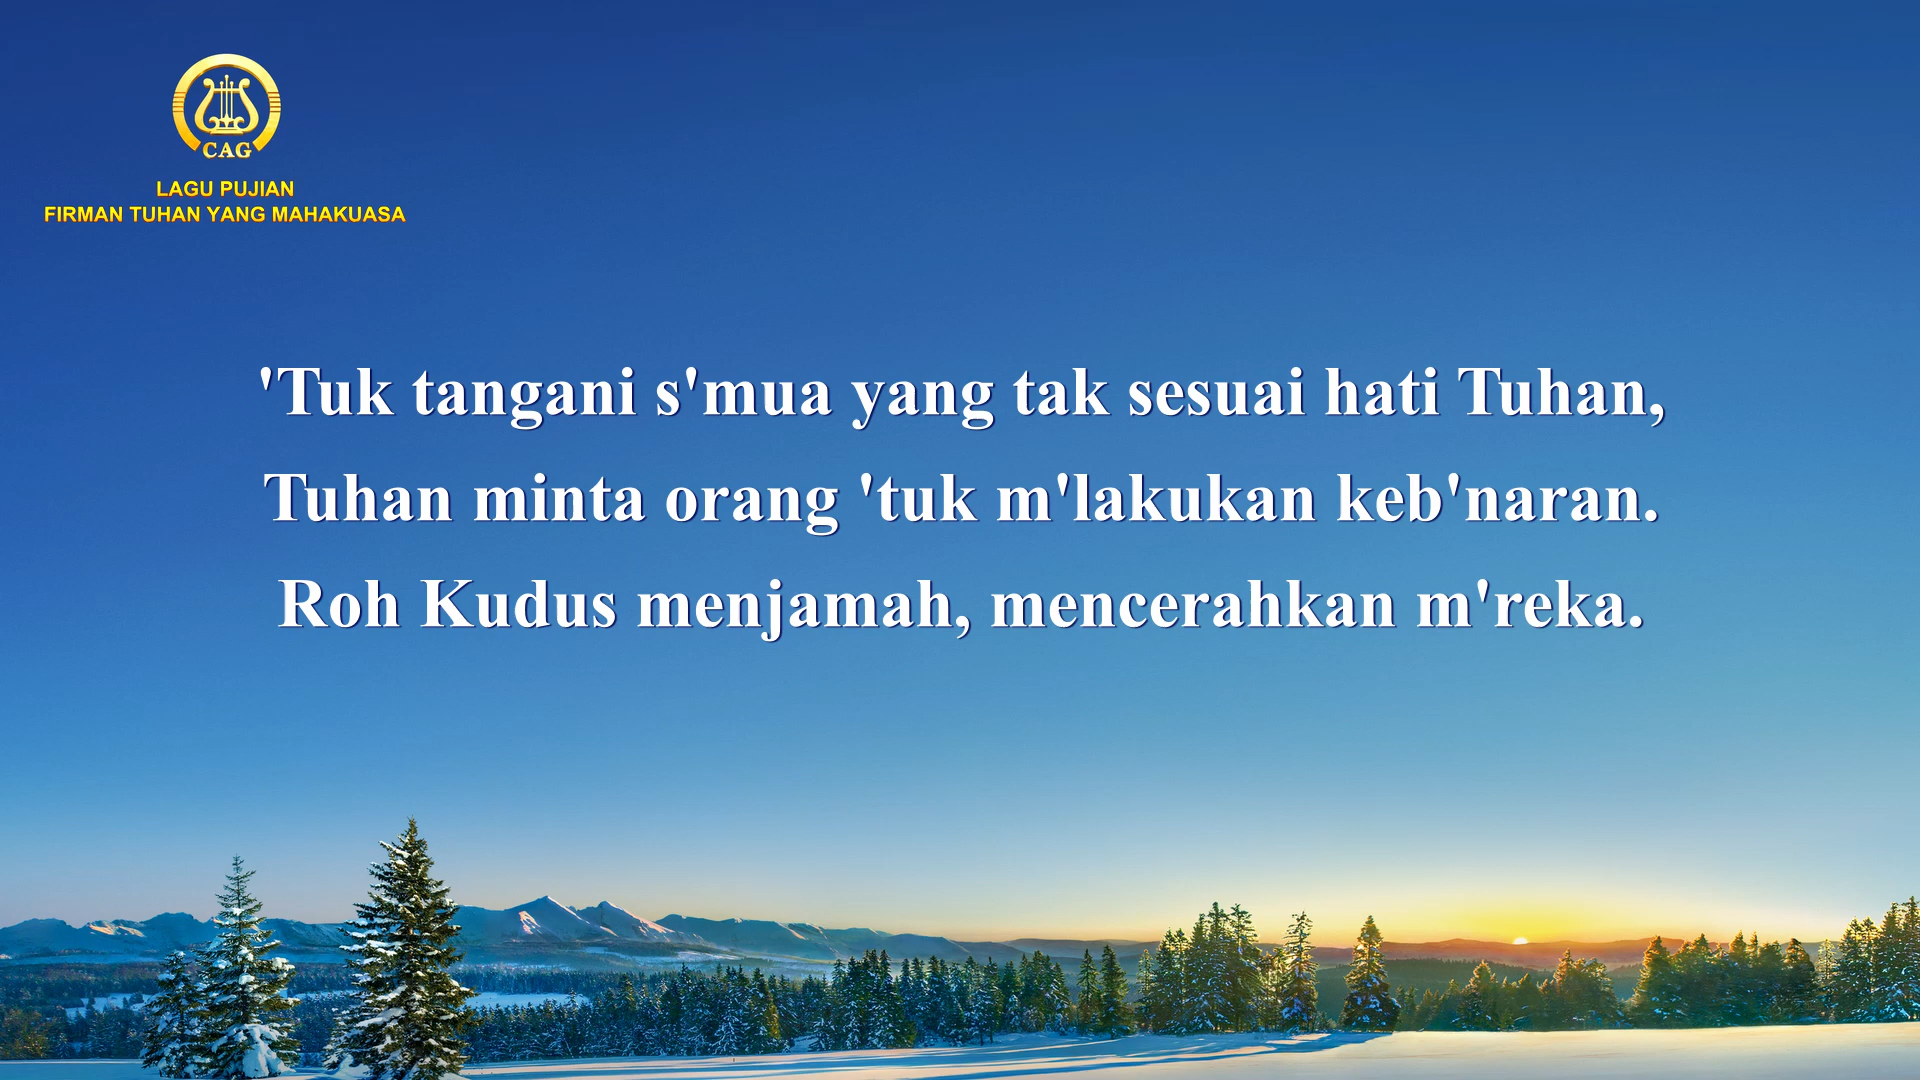 CAG
LAGU PUJIAN
FIRMAN TUHAN YANG MAHAKUASA
'Tuk tangani s'mua yang tak sesuai hati Tuhan,
Tuhan minta orang 'tuk m'lakukan keb'naran.
Roh Kudus menjamah, mencerahkan m'reka.